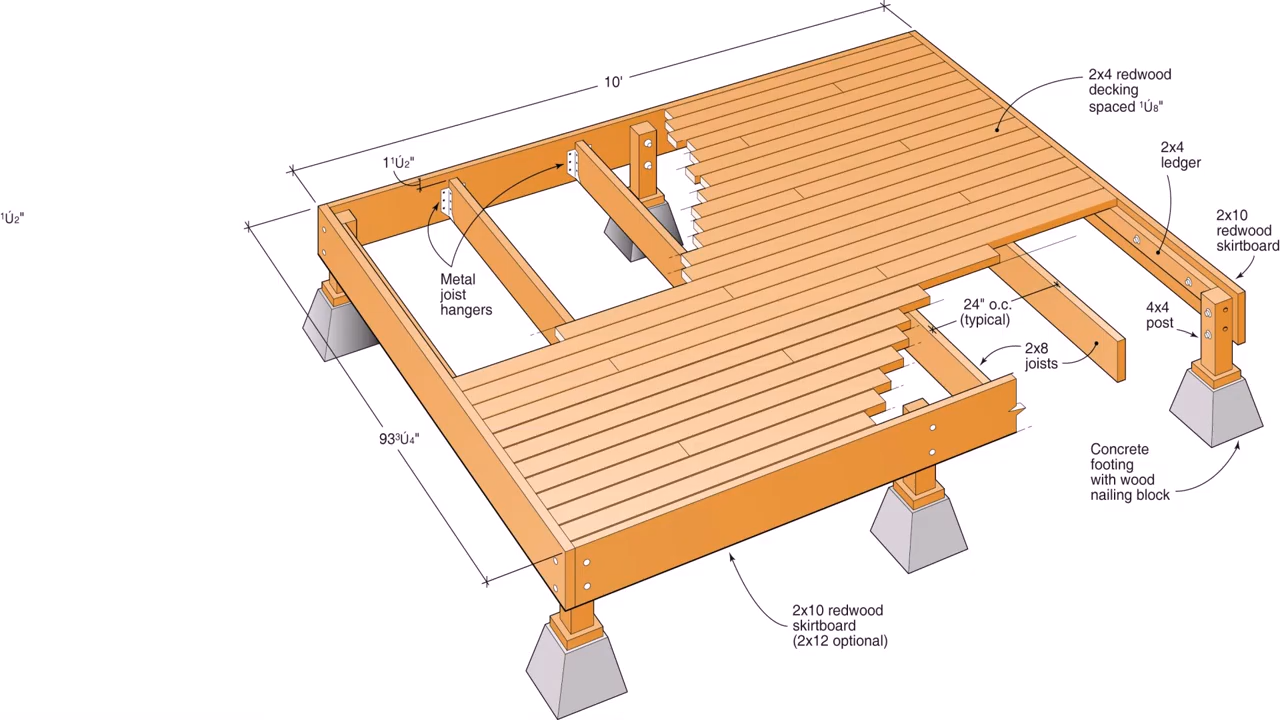 10'
2x4 redwood
decking
spaced ¹Ú₈"
2x4
ledger
1¹Ú₂"
¹Ú₂"
2x10
redwood
skirtboard
Metal
joist
hangers
24" o.c.
(typical)
4x4
post
2x8
joists
93³Ú₄"
Concrete
footing
with wood
nailing block
2x10 redwood
skirtboard
(2x12 optional)